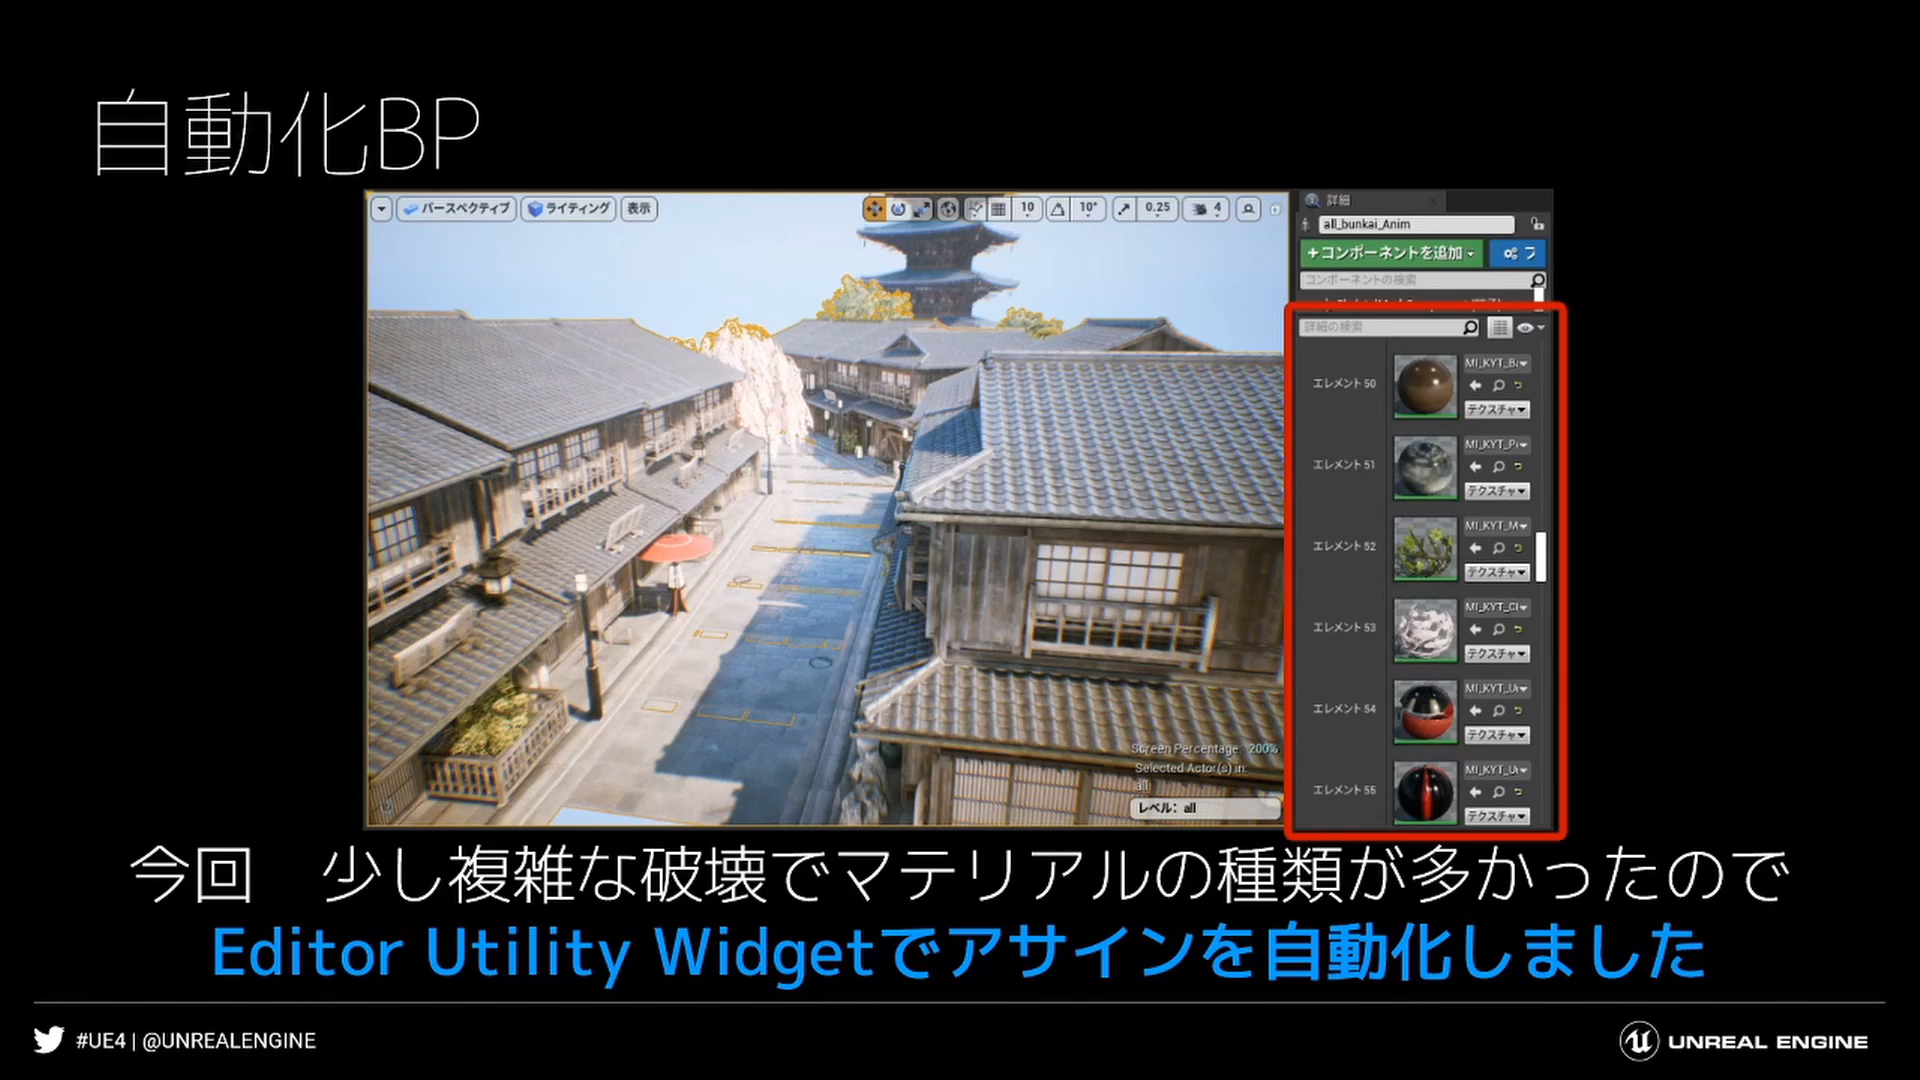 自動化BP
パースペクティブ ライティング 表示 10 10° 0.25 4
詳細
all_bunkai_Anim
+コンポーネントを追加
コンポーネントの検索
詳細の検索
エレメント 50 MI_KYT_B
テクスチャ
エレメント 51 MI_KYT_P
テクスチャ
エレメント 52 MI_KYT_M
テクスチャ
エレメント 53 MI_KYT_Cl
テクスチャ
エレメント 54 MI_KYT_U
テクスチャ
エレメント 55 MI_KYT_U
テクスチャ
Screen Percentage: 200%
Selected Actor(s) in:
all
レベル: all
今回 少し複雑な破壊でマテリアルの種類が多かったので
Editor Utility Widgetでアサインを自動化しました
#UE4 | @UNREALENGINE
UNREAL ENGINE